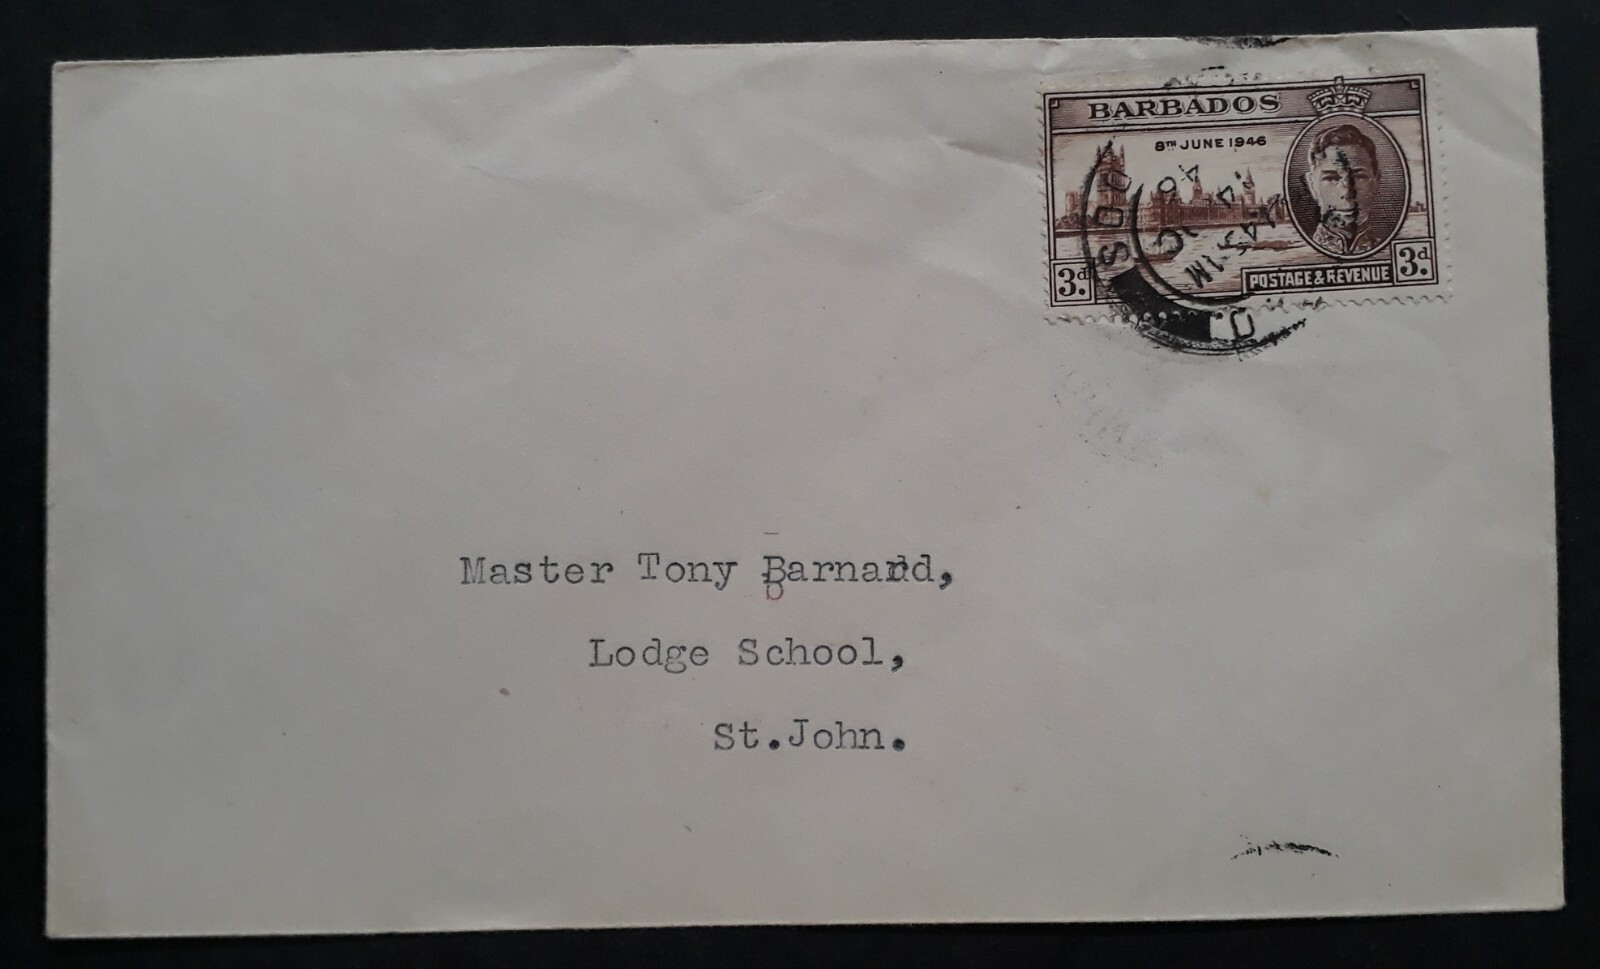 BARBADOS
8TH JUNE 1946
3d.
POSTAGE & REVENUE
3d.
Master Tony Barnard,
Lodge School,
St. John.